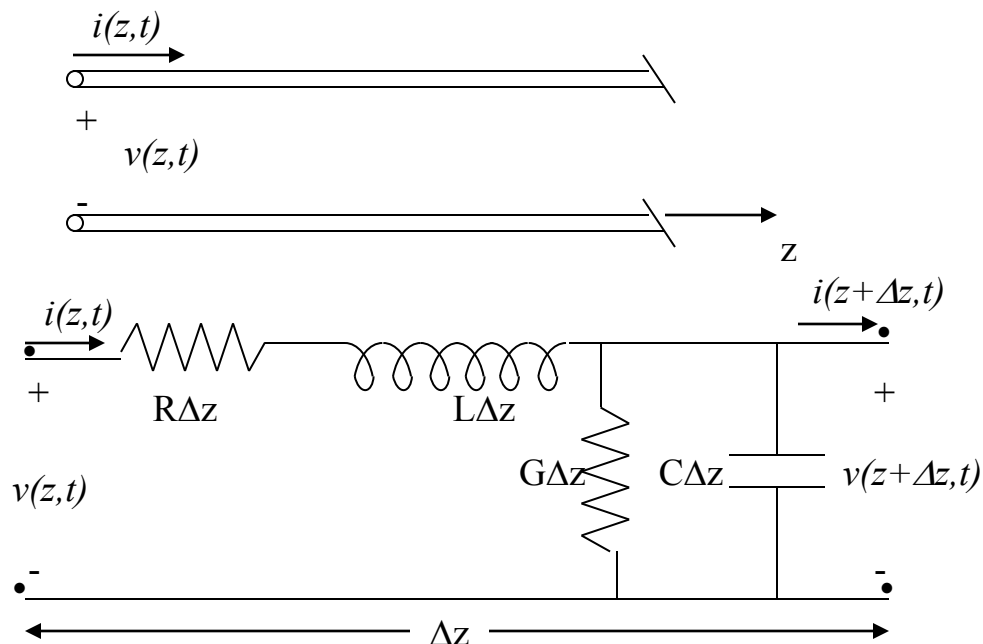 i(z,t)
+
v(z,t)
-
z
i(z,t)
i(z+Δz,t)
+
+
RΔz
LΔz
GΔz
CΔz
v(z+Δz,t)
v(z,t)
-
-
Δz